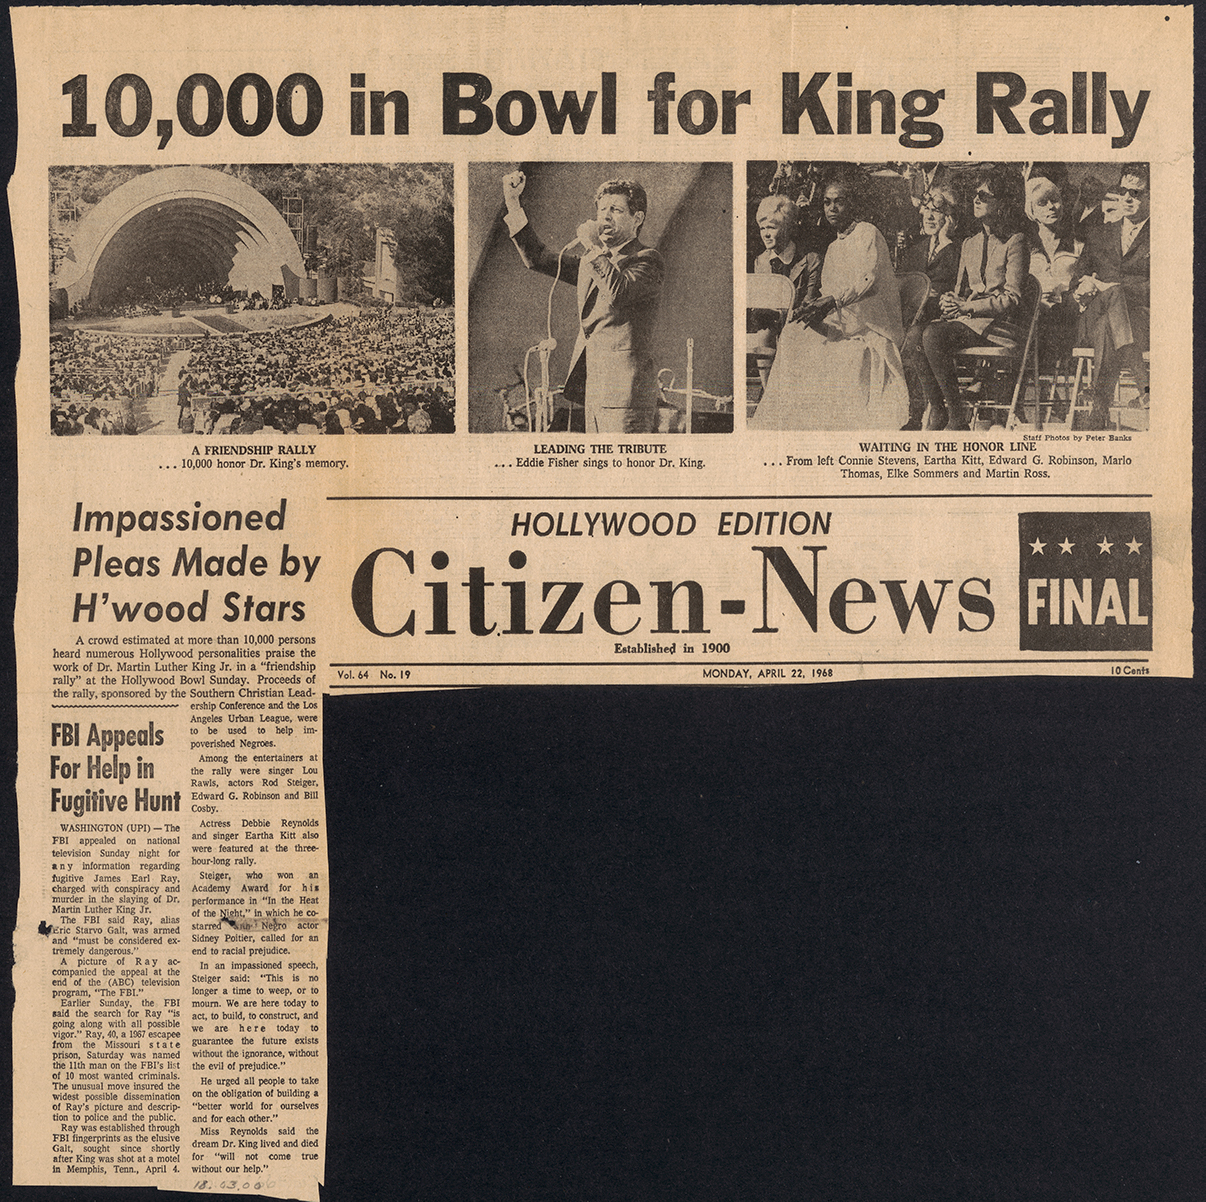 10,000 in Bowl for King Rally
Staff Photos by Peter Banks
A FRIENDSHIP RALLY
... 10,000 honor Dr. King's memory.
LEADING THE TRIBUTE
... Eddie Fisher sings to honor Dr. King.
WAITING IN THE HONOR LINE
... From left Connie Stevens, Eartha Kitt, Edward G. Robinson, Marlo
Thomas, Elke Sommers and Martin Ross.
HOLLYWOOD EDITION
Citizen-News
Established in 1900
FINAL
Vol. 64 No. 19
MONDAY, APRIL 22, 1968
10 Cents
Impassioned
Pleas Made by
H'wood Stars
A crowd estimated at more than 10,000 persons
heard numerous Hollywood personalities praise the
work of Dr. Martin Luther King Jr. in a "friendship
rally" at the Hollywood Bowl Sunday. Proceeds of
the rally, sponsored by the Southern Christian Lead-
ership Conference and the Los
Angeles Urban League, were
to be used to help im-
poverished Negroes.
Among the entertainers at
the rally were singer Lou
Rawls, actors Rod Steiger,
Edward G. Robinson and Bill
Cosby.
Actress Debbie Reynolds
and singer Eartha Kitt also
were featured at the three-
hour-long rally.
Steiger, who won an
Academy Award for his
performance in "In the Heat
of the Night," in which he co-
starred Negro actor
Sidney Poitier, called for an
end to racial prejudice.
In an impassioned speech,
Steiger said: "This is no
longer a time to weep, or to
mourn. We are here today to
act, to build, to construct, and
we are here today to
guarantee the future exists
without the ignorance, without
the evil of prejudice."
He urged all people to take
on the obligation of building a
"better world for ourselves
and for each other."
Miss Reynolds said the
dream Dr. King lived and died
for "will not come true
without our help."
FBI Appeals
For Help in
Fugitive Hunt
WASHINGTON (UPI) — The
FBI appealed on national
television Sunday night for
any information regarding
fugitive James Earl Ray,
charged with conspiracy and
murder in the slaying of Dr.
Martin Luther King Jr.
The FBI said Ray, alias
Eric Starvo Galt, was armed
and "must be considered ex-
tremely dangerous."
A picture of Ray ac-
companied the appeal at the
end of the (ABC) television
program, "The FBI."
Earlier Sunday, the FBI
said the search for Ray "is
going along with all possible
vigor." Ray, 40, a 1967 escapee
from the Missouri state
prison, Saturday was named
the 11th man on the FBI's list
of 10 most wanted criminals.
The unusual move insured the
widest possible dissemination
of Ray's picture and descrip-
tion to police and the public.
Ray was established through
FBI fingerprints as the elusive
Galt, sought since shortly
after King was shot at a motel
in Memphis, Tenn., April 4.